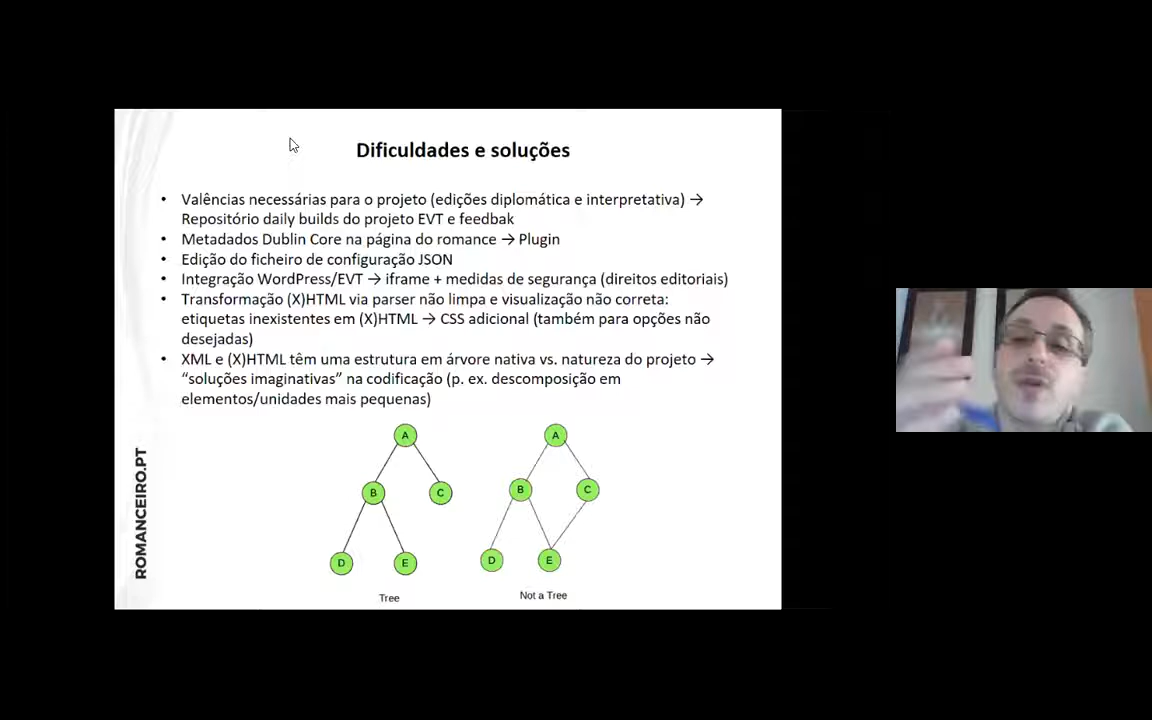 Dificuldades e soluções
• Valências necessárias para o projeto (edições diplomática e interpretativa) →
Repositório daily builds do projeto EVT e feedbak
• Metadados Dublin Core na página do romance → Plugin
• Edição do ficheiro de configuração JSON
• Integração WordPress/EVT → iframe + medidas de segurança (direitos editoriais)
• Transformação (X)HTML via parser não limpa e visualização não correta:
etiquetas inexistentes em (X)HTML → CSS adicional (também para opções não
desejadas)
• XML e (X)HTML têm uma estrutura em árvore nativa vs. natureza do projeto →
“soluções imaginativas” na codificação (p. ex. descomposição em
elementos/unidades mais pequenas)
A
B
C
D
E
Tree
A
B
C
D
E
Not a Tree
ROMANCEIRO.PT